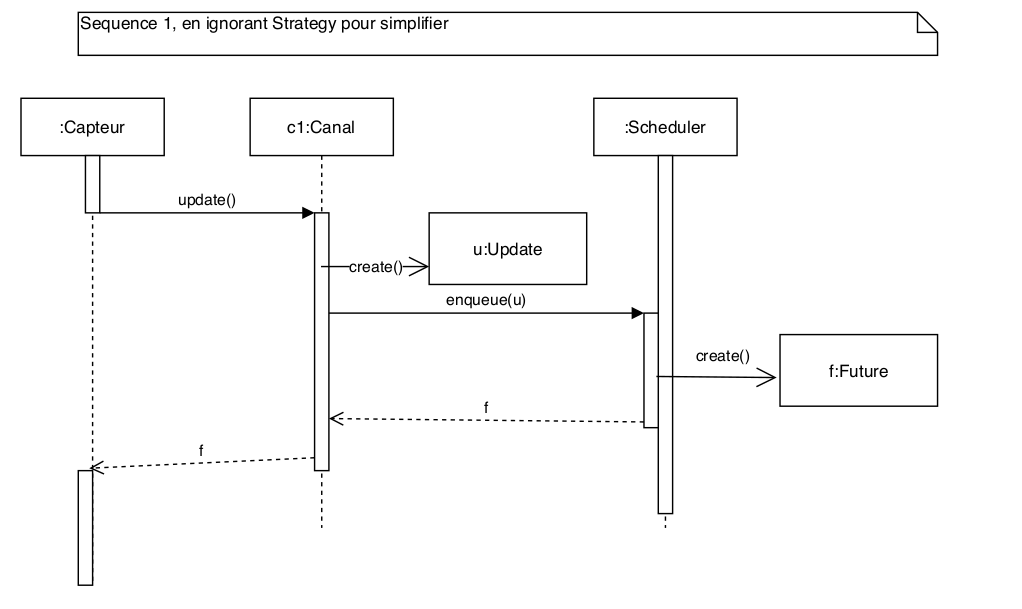 Sequence 1, en ignorant Strategy pour simplifier
:Capteur
c1:Canal
:Scheduler
update()
u:Update
create()
enqueue(u)
create()
f:Future
f
f